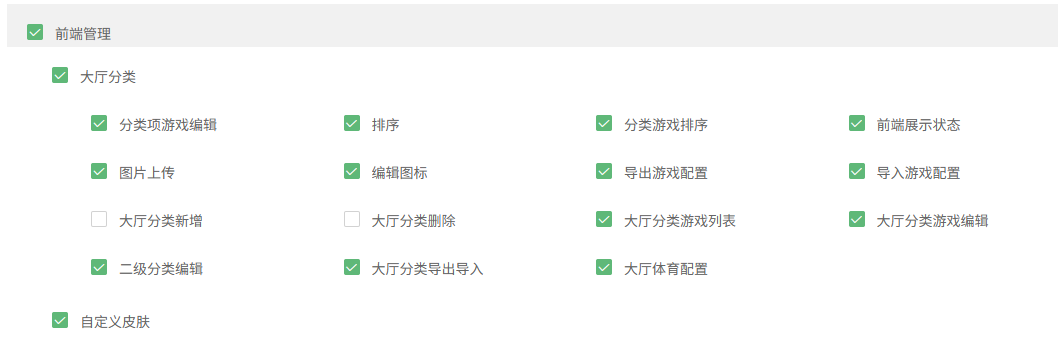 前端管理
大厅分类
分类项游戏编辑 排序 分类游戏排序 前端展示状态
图片上传 编辑图标 导出游戏配置 导入游戏配置
大厅分类新增 大厅分类删除 大厅分类游戏列表 大厅分类游戏编辑
二级分类编辑 大厅分类导出导入 大厅体育配置
自定义皮肤